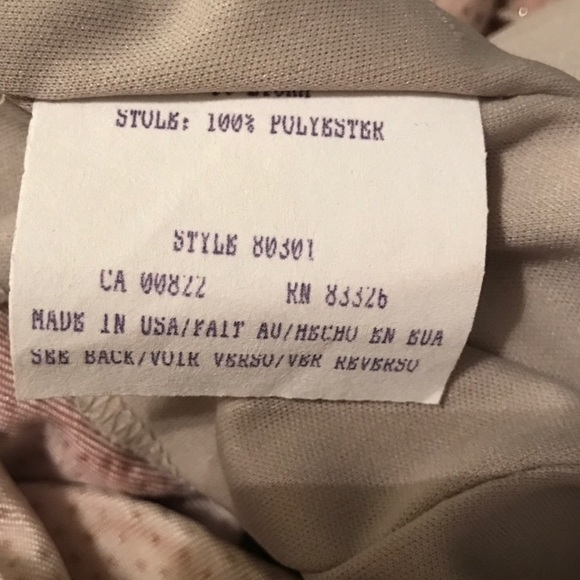 STOLE: 100% POLYESTER
STYLE 80301
CA 00822 RN 83326
MADE IN USA/FAIT AU/HECHO EN EUA
SEE BACK/VOIR VERSO/VER REVERSO